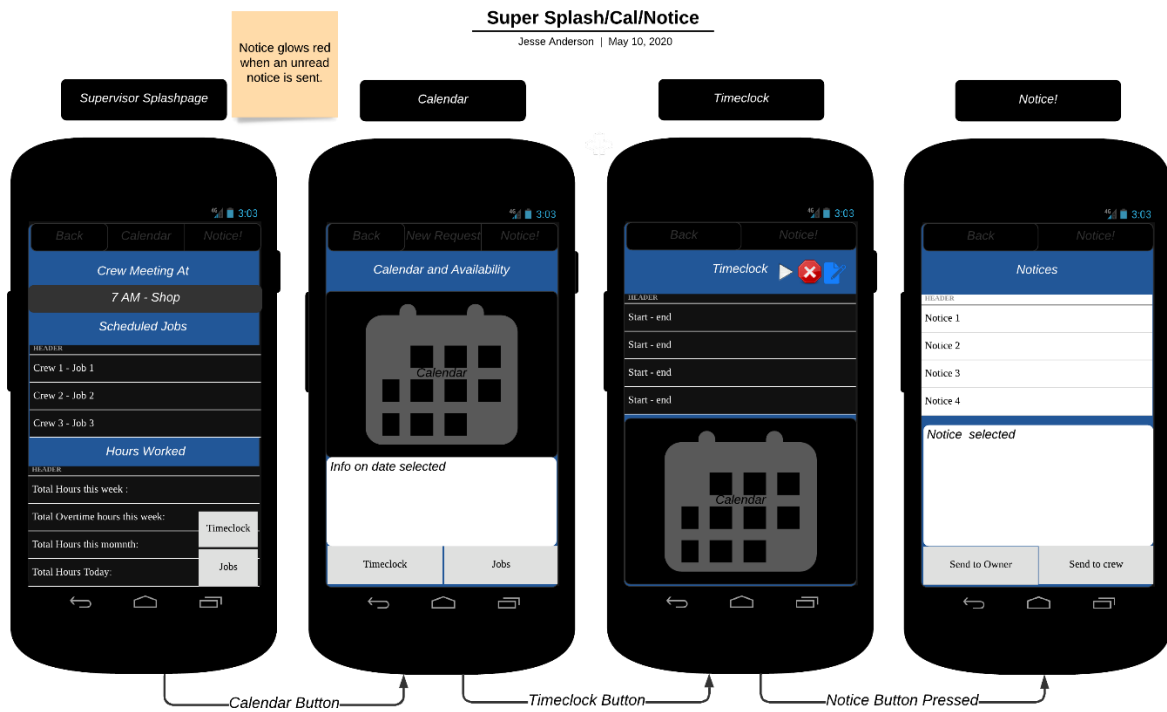 Super Splash/Cal/Notice
Jesse Anderson | May 10, 2020
Notice glows red
when an unread
notice is sent.
Supervisor Splashpage
Calendar
Timeclock
Notice!
4G 3:03
Back Calendar Notice!
Crew Meeting At
7 AM - Shop
Scheduled Jobs
HEADER
Crew 1 - Job 1
Crew 2 - Job 2
Crew 3 - Job 3
Hours Worked
HEADER
Total Hours this week :
Total Overtime hours this week:
Total Hours this momnth:
Total Hours Today:
Timeclock
Jobs
4G 3:03
Back New Request Notice!
Calendar and Availability
Calendar
Info on date selected
Timeclock Jobs
4G 3:03
Back Notice!
Timeclock
HEADER
Start - end
Start - end
Start - end
Start - end
Calendar
4G 3:03
Back Notice!
Notices
HEADER
Notice 1
Notice 2
Notice 3
Notice 4
Notice selected
Send to Owner Send to crew
Calendar Button
Timeclock Button
Notice Button Pressed